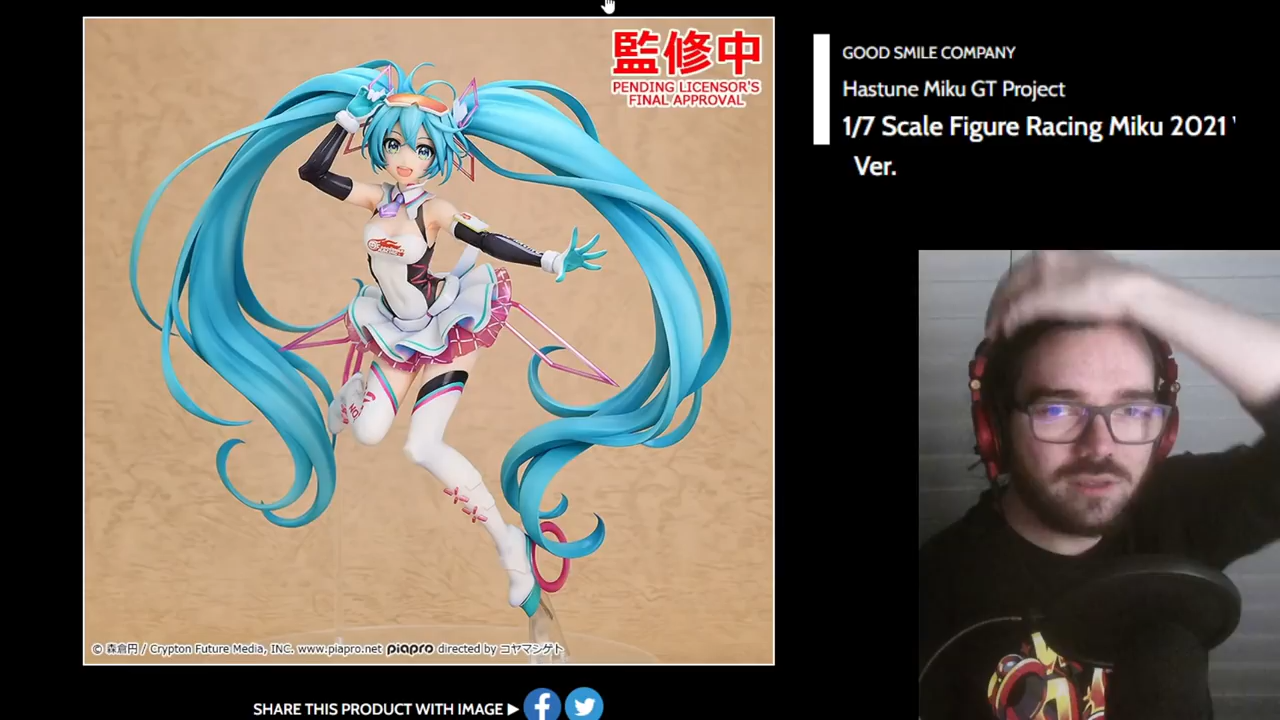 監修中
PENDING LICENSOR'S
FINAL APPROVAL
GOOD SMILE COMPANY
Hastune Miku GT Project
1/7 Scale Figure Racing Miku 2021
Ver.
© 森倉円 / Crypton Future Media, INC. www.piapro.net piapro directed by コヤマシゲト
SHARE THIS PRODUCT WITH IMAGE ▶